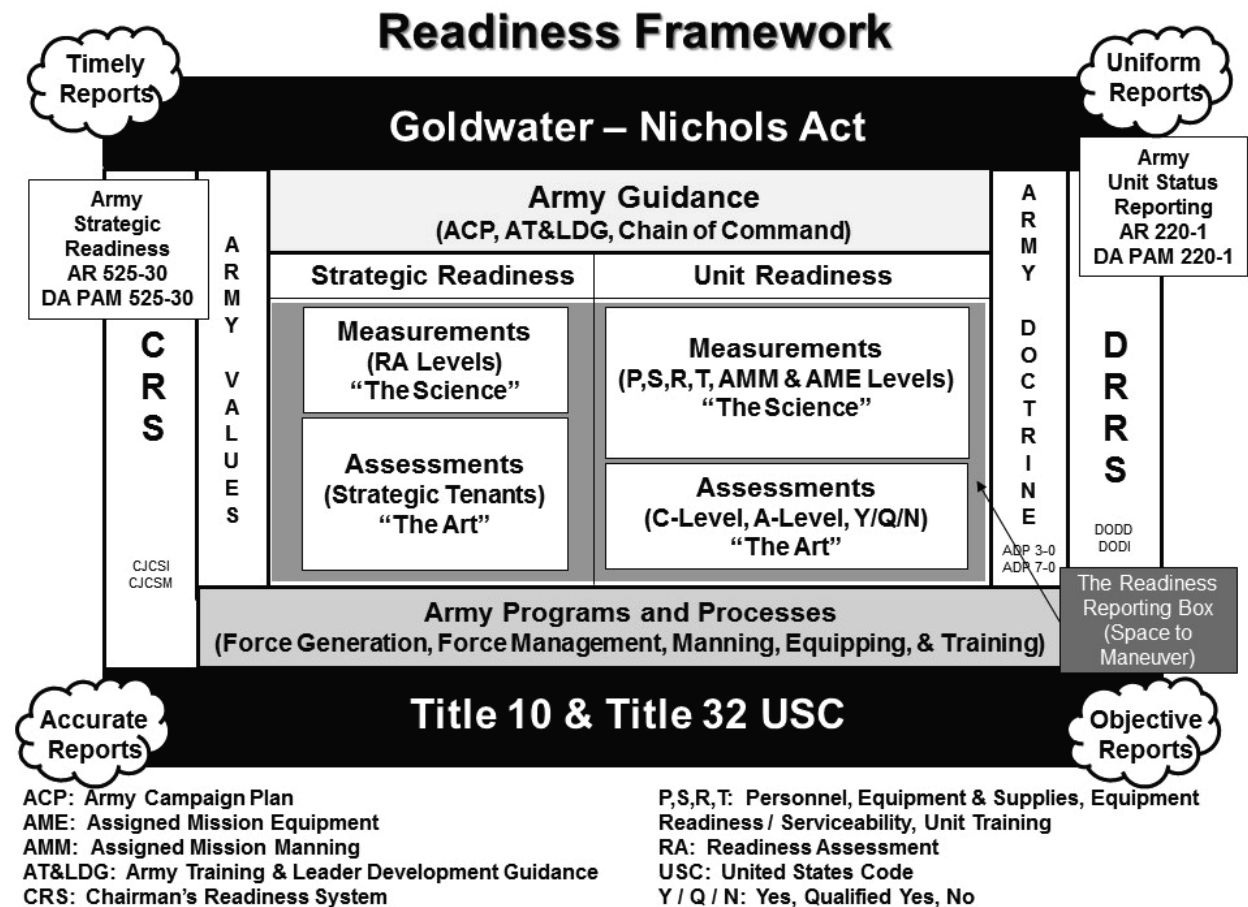 Readiness Framework
Timely
Reports
Uniform
Reports
Goldwater – Nichols Act
Army
Strategic
Readiness
AR 525-30
DA PAM 525-30
Army
Unit Status
Reporting
AR 220-1
DA PAM 220-1
CRS
CJCSI
CJCSM
ARMY VALUES
Army Guidance
(ACP, AT&LDG, Chain of Command)
Strategic Readiness
Unit Readiness
Measurements
(RA Levels)
“The Science”
Assessments
(Strategic Tenants)
“The Art”
Measurements
(P,S,R,T, AMM & AME Levels)
“The Science”
Assessments
(C-Level, A-Level, Y/Q/N)
“The Art”
ARMY DOCTRINE
ADP 3-0
ADP 7-0
DRRS
DODD
DODI
The Readiness
Reporting Box
(Space to
Maneuver)
Army Programs and Processes
(Force Generation, Force Management, Manning, Equipping, & Training)
Title 10 & Title 32 USC
Accurate
Reports
Objective
Reports
ACP: Army Campaign Plan
AME: Assigned Mission Equipment
AMM: Assigned Mission Manning
AT&LDG: Army Training & Leader Development Guidance
CRS: Chairman’s Readiness System
P,S,R,T: Personnel, Equipment & Supplies, Equipment
Readiness / Serviceability, Unit Training
RA: Readiness Assessment
USC: United States Code
Y / Q / N: Yes, Qualified Yes, No